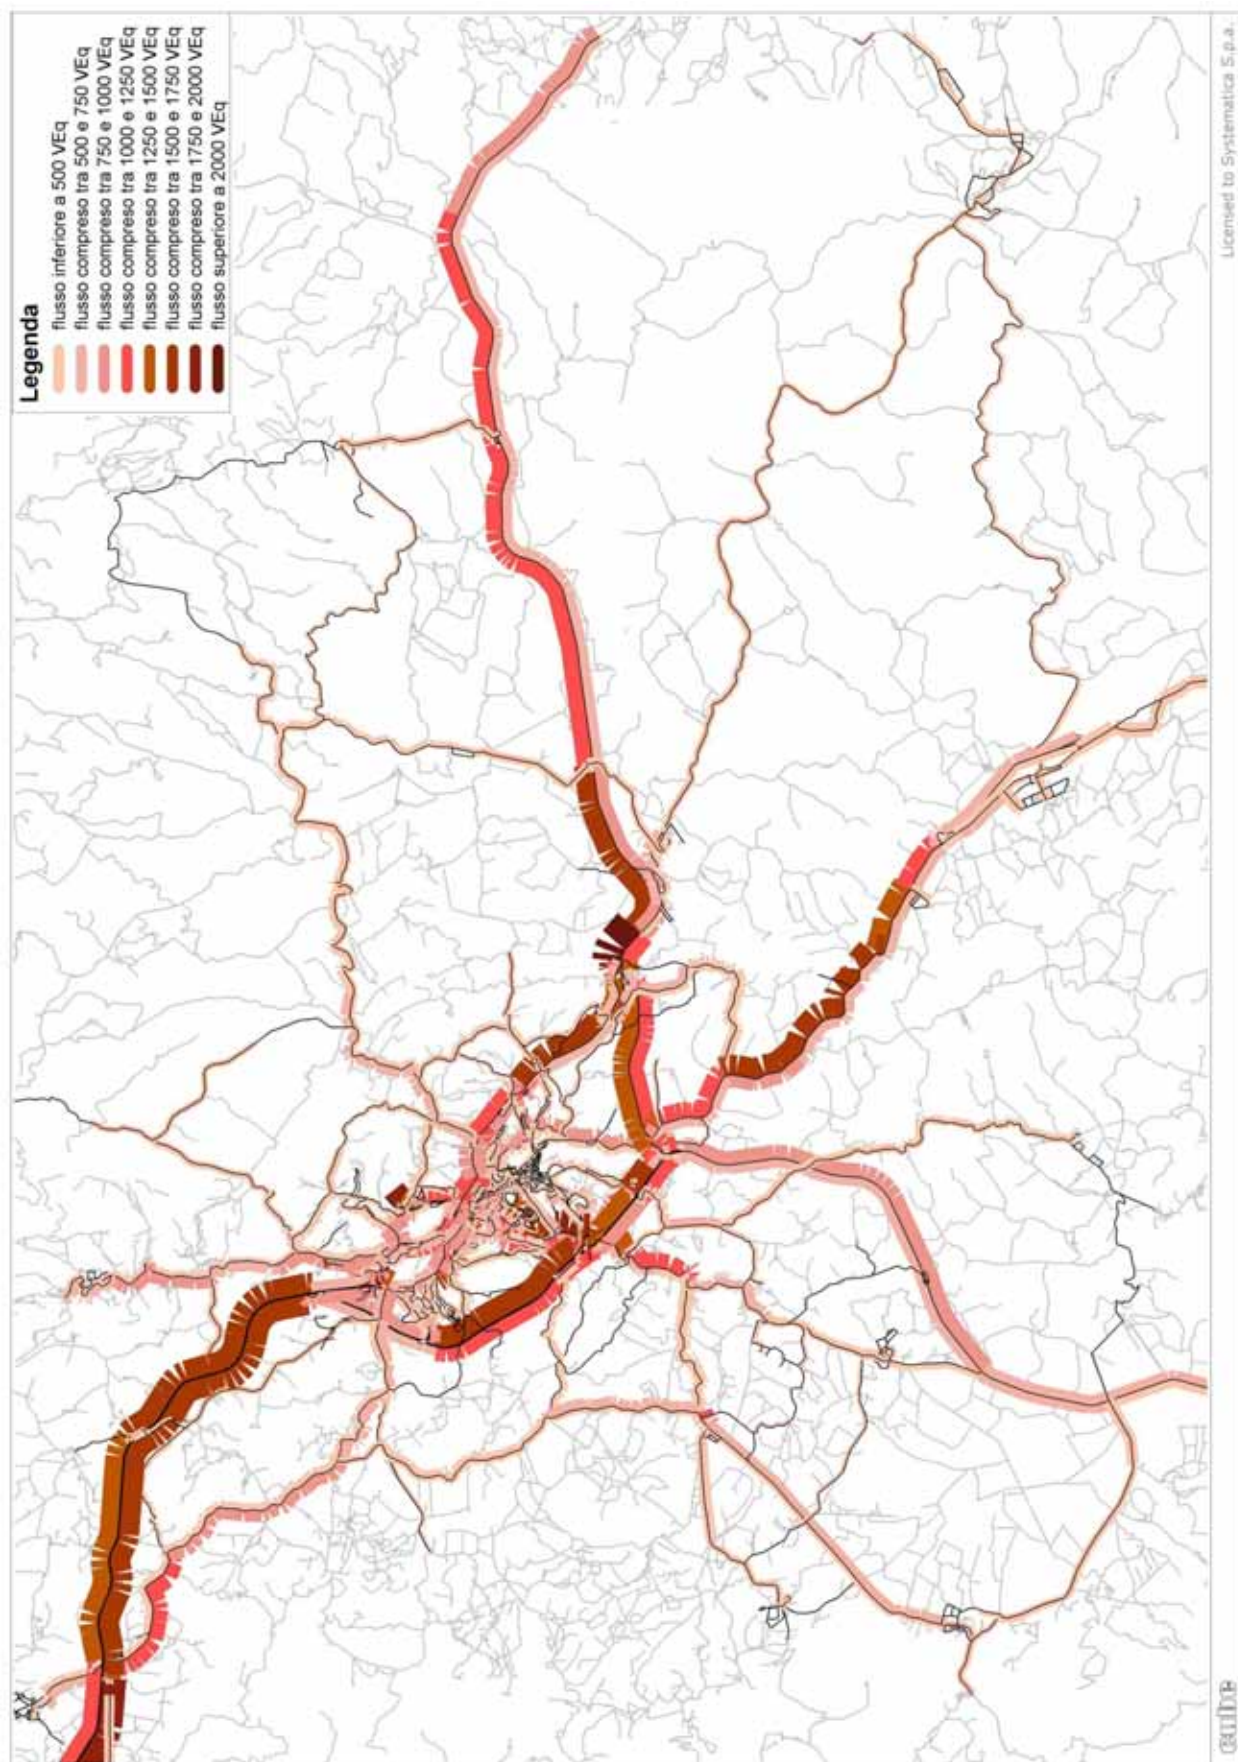 Legenda
flusso inferiore a 500 VEq
flusso compreso tra 500 e 750 VEq
flusso compreso tra 750 e 1000 VEq
flusso compreso tra 1000 e 1250 VEq
flusso compreso tra 1250 e 1500 VEq
flusso compreso tra 1500 e 1750 VEq
flusso compreso tra 1750 e 2000 VEq
flusso superiore a 2000 VEq
Licensed to Systematica S.p.a.
cube